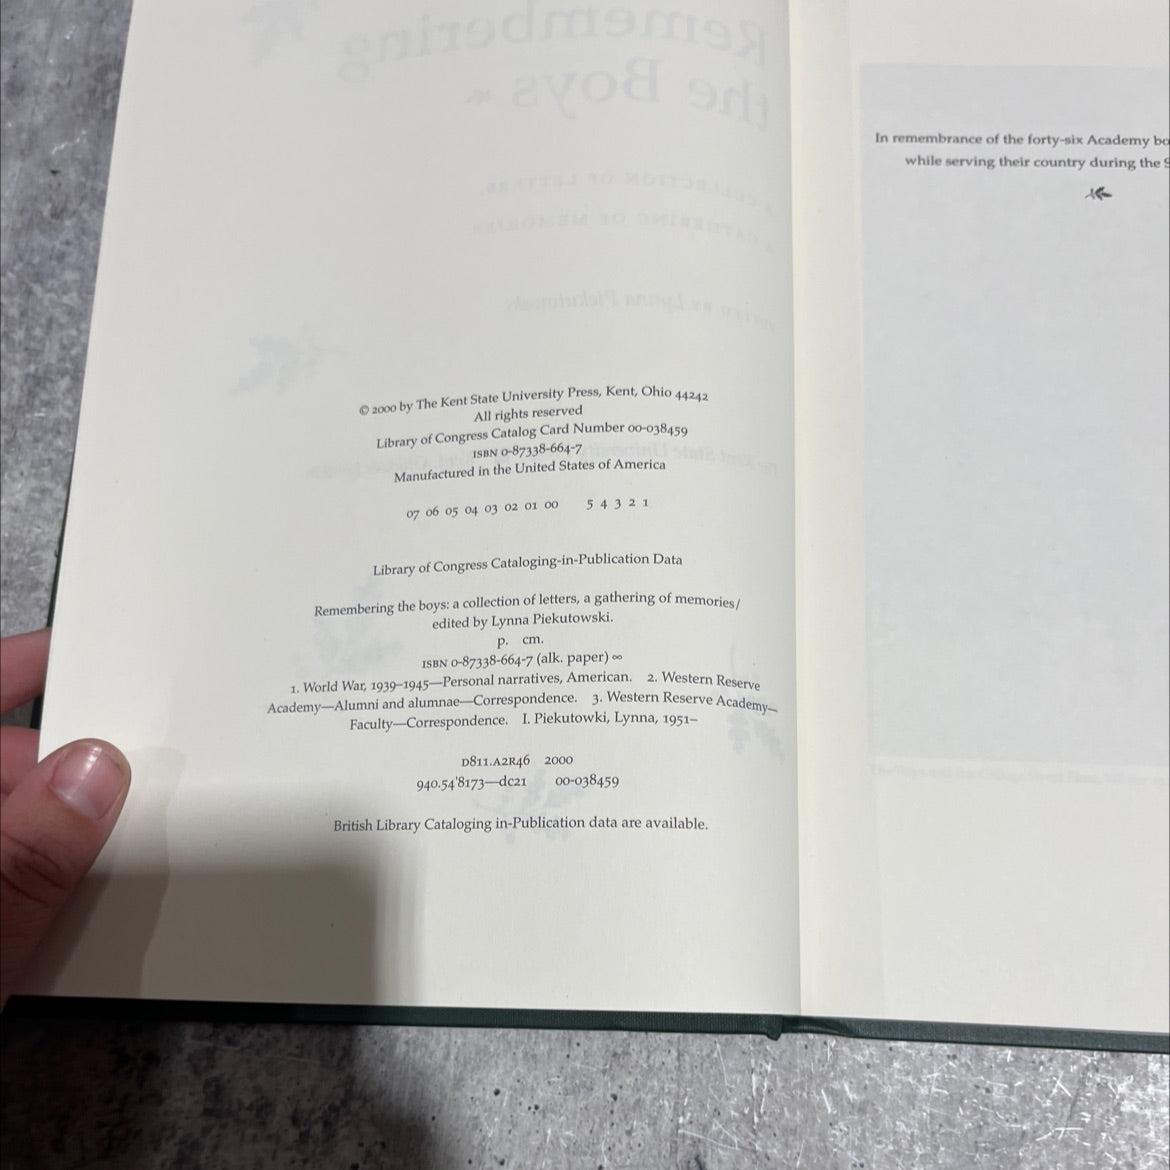 © 2000 by The Kent State University Press, Kent, Ohio 44242
All rights reserved
Library of Congress Catalog Card Number 00-038459
ISBN 0-87338-664-7
Manufactured in the United States of America
07 06 05 04 03 02 01 00 5 4 3 2 1
Library of Congress Cataloging-in-Publication Data
Remembering the boys: a collection of letters, a gathering of memories/
edited by Lynna Piekutowski.
p. cm.
ISBN 0-87338-664-7 (alk. paper) ∞
1. World War, 1939–1945—Personal narratives, American. 2. Western Reserve
Academy—Alumni and alumnae—Correspondence. 3. Western Reserve Academy—
Faculty—Correspondence. I. Piekutowki, Lynna, 1951–
D811.A2R46 2000
940.54'8173—dc21 00-038459
British Library Cataloging in-Publication data are available.
In remembrance of the forty-six Academy
while serving their country during the